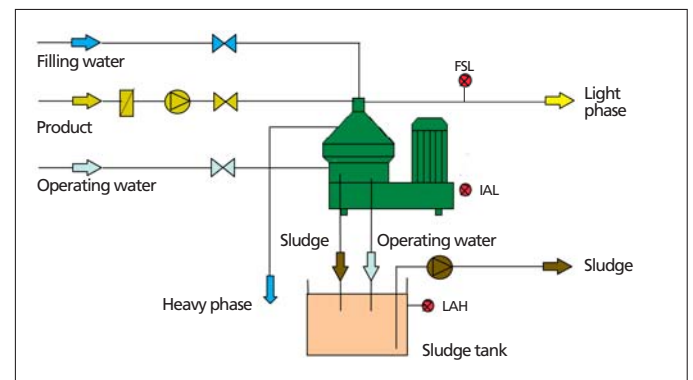 Filling water
FSL
Light
phase
Product
Operating water
IAL
Sludge
Operating water
Sludge
Heavy phase
LAH
Sludge tank